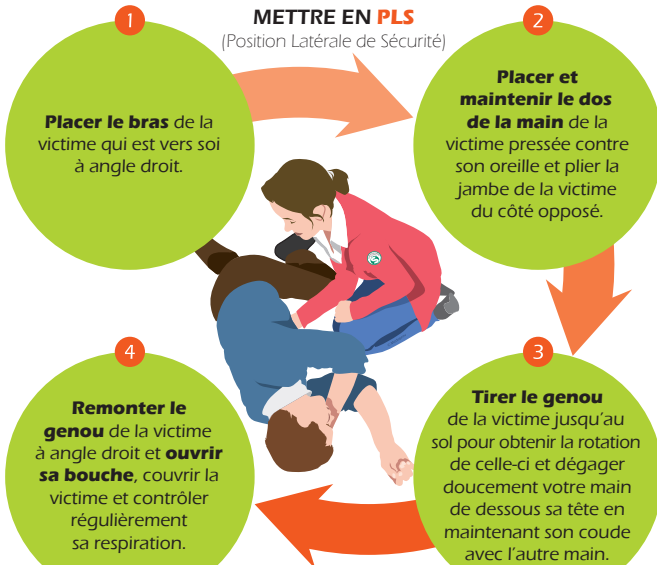 METTRE EN PLS
(Position Latérale de Sécurité)
1
Placer le bras de la
victime qui est vers soi
à angle droit.
2
Placer et
maintenir le dos
de la main de la
victime pressée contre
son oreille et plier la
jambe de la victime
du côté opposé.
3
Tirer le genou
de la victime jusqu'au
sol pour obtenir la rotation
de celle-ci et dégager
doucement votre main
de dessous sa tête en
maintenant son coude
avec l'autre main.
4
Remonter le
genou de la victime
à angle droit et ouvrir
sa bouche, couvrir la
victime et contrôler
régulièrement
sa respiration.